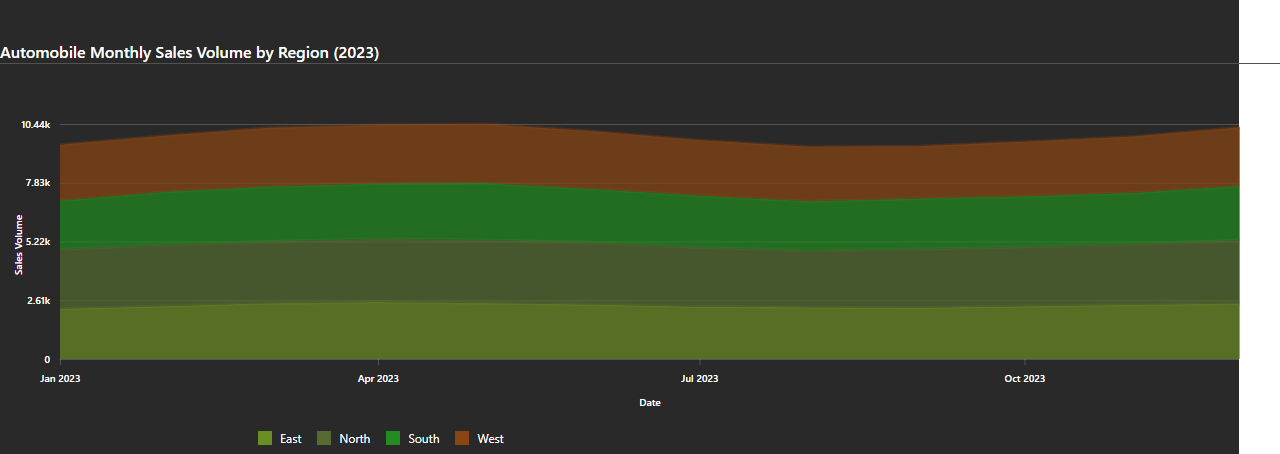 Automobile Monthly Sales Volume by Region (2023)
10.44k
7.83k
5.22k
2.61k
0
Sales Volume
Jan 2023
Apr 2023
Jul 2023
Oct 2023
Date
East
North
South
West